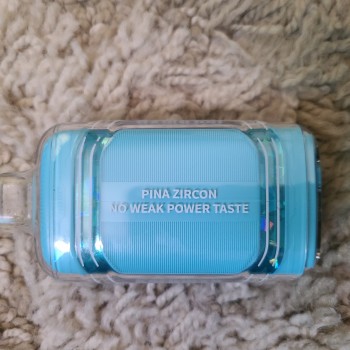 PINA ZIRCON
NO WEAK POWER TASTE